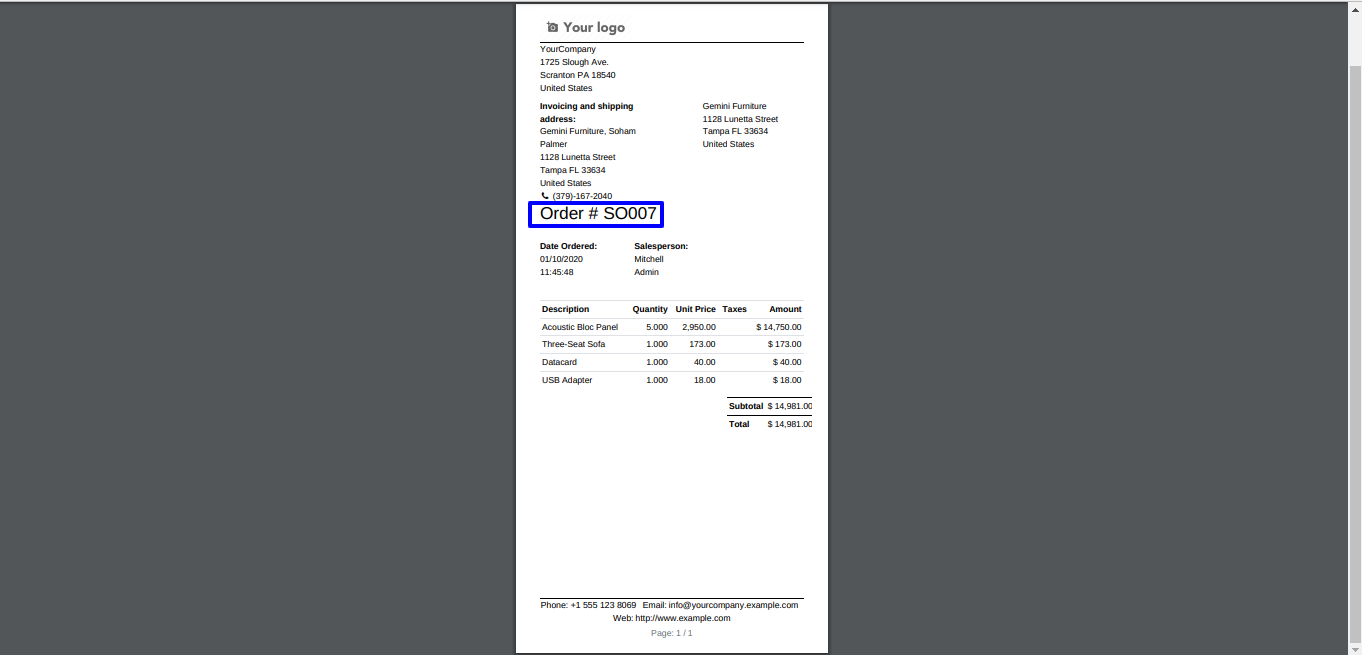 Your logo
YourCompany
1725 Slough Ave.
Scranton PA 18540
United States
Invoicing and shipping
address:
Gemini Furniture, Soham
Palmer
1128 Lunetta Street
Tampa FL 33634
United States
(379)-167-2040
Gemini Furniture
1128 Lunetta Street
Tampa FL 33634
United States
Order # SO007
Date Ordered: Salesperson:
01/10/2020 Mitchell
11:45:48 Admin
Description Quantity Unit Price Taxes Amount
Acoustic Bloc Panel 5.000 2,950.00 $ 14,750.00
Three-Seat Sofa 1.000 173.00 $ 173.00
Datacard 1.000 40.00 $ 40.00
USB Adapter 1.000 18.00 $ 18.00
Subtotal $ 14,981.00
Total $ 14,981.00
Phone: +1 555 123 8069 Email: info@yourcompany.example.com
Web: http://www.example.com
Page: 1 / 1